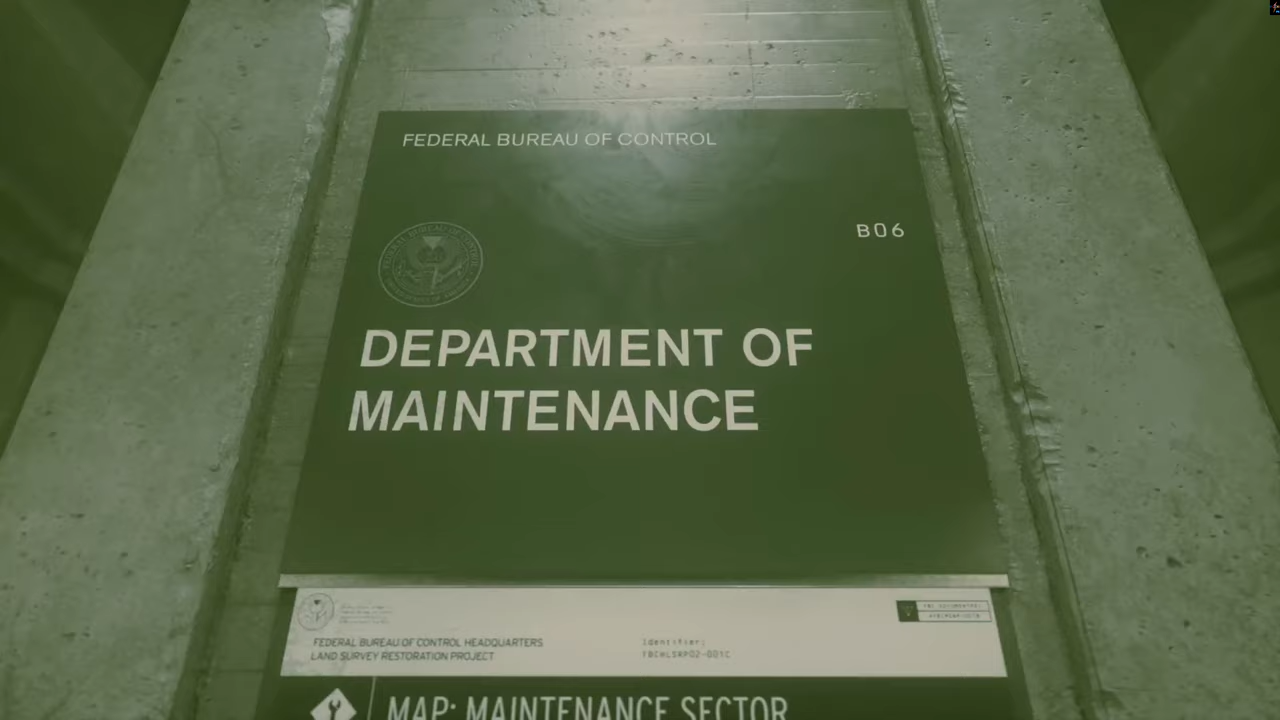 FEDERAL BUREAU OF CONTROL
B06
DEPARTMENT OF
MAINTENANCE
FEDERAL BUREAU OF CONTROL HEADQUARTERS
LAND SURVEY RESTORATION PROJECT
Identifier:
MAP: MAINTENANCE SECTOR